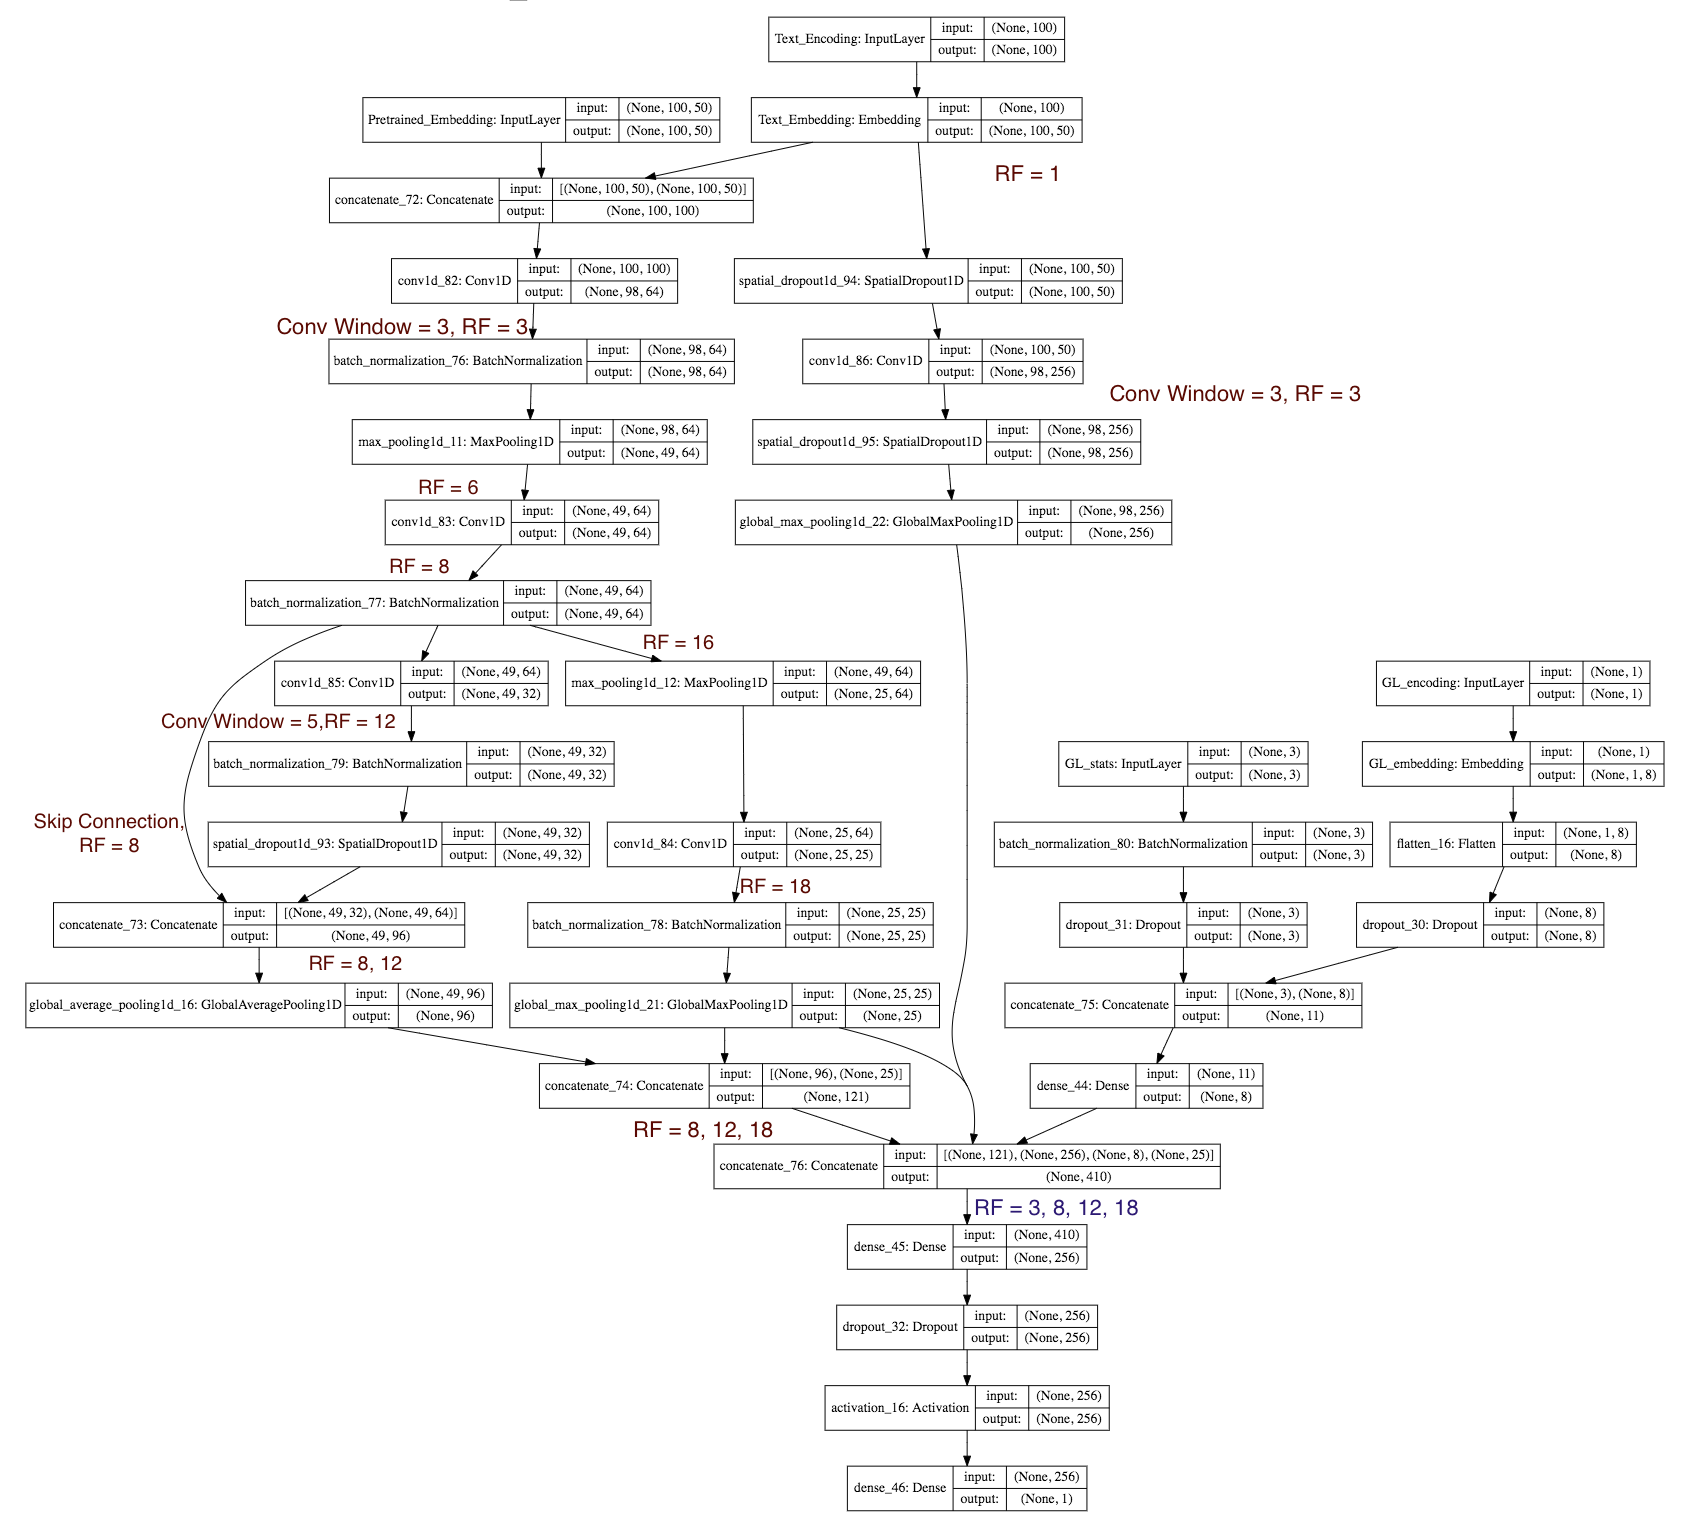 Text_Encoding: InputLayer
input: (None, 100)
output: (None, 100)
Pretrained_Embedding: InputLayer
input: (None, 100, 50)
output: (None, 100, 50)
Text_Embedding: Embedding
input: (None, 100)
output: (None, 100, 50)
RF = 1
concatenate_72: Concatenate
input: [(None, 100, 50), (None, 100, 50)]
output: (None, 100, 100)
conv1d_82: Conv1D
input: (None, 100, 100)
output: (None, 98, 64)
spatial_dropout1d_94: SpatialDropout1D
input: (None, 100, 50)
output: (None, 100, 50)
Conv Window = 3, RF = 3
batch_normalization_76: BatchNormalization
input: (None, 98, 64)
output: (None, 98, 64)
conv1d_86: Conv1D
input: (None, 100, 50)
output: (None, 98, 256)
Conv Window = 3, RF = 3
max_pooling1d_11: MaxPooling1D
input: (None, 98, 64)
output: (None, 49, 64)
spatial_dropout1d_95: SpatialDropout1D
input: (None, 98, 256)
output: (None, 98, 256)
RF = 6
conv1d_83: Conv1D
input: (None, 49, 64)
output: (None, 49, 64)
global_max_pooling1d_22: GlobalMaxPooling1D
input: (None, 98, 256)
output: (None, 256)
RF = 8
batch_normalization_77: BatchNormalization
input: (None, 49, 64)
output: (None, 49, 64)
RF = 16
conv1d_85: Conv1D
input: (None, 49, 64)
output: (None, 49, 32)
max_pooling1d_12: MaxPooling1D
input: (None, 49, 64)
output: (None, 25, 64)
GL_encoding: InputLayer
input: (None, 1)
output: (None, 1)
Conv Window = 5,RF = 12
batch_normalization_79: BatchNormalization
input: (None, 49, 32)
output: (None, 49, 32)
GL_stats: InputLayer
input: (None, 3)
output: (None, 3)
GL_embedding: Embedding
input: (None, 1)
output: (None, 1, 8)
Skip Connection,
RF = 8
spatial_dropout1d_93: SpatialDropout1D
input: (None, 49, 32)
output: (None, 49, 32)
conv1d_84: Conv1D
input: (None, 25, 64)
output: (None, 25, 25)
batch_normalization_80: BatchNormalization
input: (None, 3)
output: (None, 3)
flatten_16: Flatten
input: (None, 1, 8)
output: (None, 8)
RF = 18
concatenate_73: Concatenate
input: [(None, 49, 32), (None, 49, 64)]
output: (None, 49, 96)
batch_normalization_78: BatchNormalization
input: (None, 25, 25)
output: (None, 25, 25)
dropout_31: Dropout
input: (None, 3)
output: (None, 3)
dropout_30: Dropout
input: (None, 8)
output: (None, 8)
RF = 8, 12
global_average_pooling1d_16: GlobalAveragePooling1D
input: (None, 49, 96)
output: (None, 96)
global_max_pooling1d_21: GlobalMaxPooling1D
input: (None, 25, 25)
output: (None, 25)
concatenate_75: Concatenate
input: [(None, 3), (None, 8)]
output: (None, 11)
concatenate_74: Concatenate
input: [(None, 96), (None, 25)]
output: (None, 121)
dense_44: Dense
input: (None, 11)
output: (None, 8)
RF = 8, 12, 18
concatenate_76: Concatenate
input: [(None, 121), (None, 256), (None, 8), (None, 25)]
output: (None, 410)
RF = 3, 8, 12, 18
dense_45: Dense
input: (None, 410)
output: (None, 256)
dropout_32: Dropout
input: (None, 256)
output: (None, 256)
activation_16: Activation
input: (None, 256)
output: (None, 256)
dense_46: Dense
input: (None, 256)
output: (None, 1)